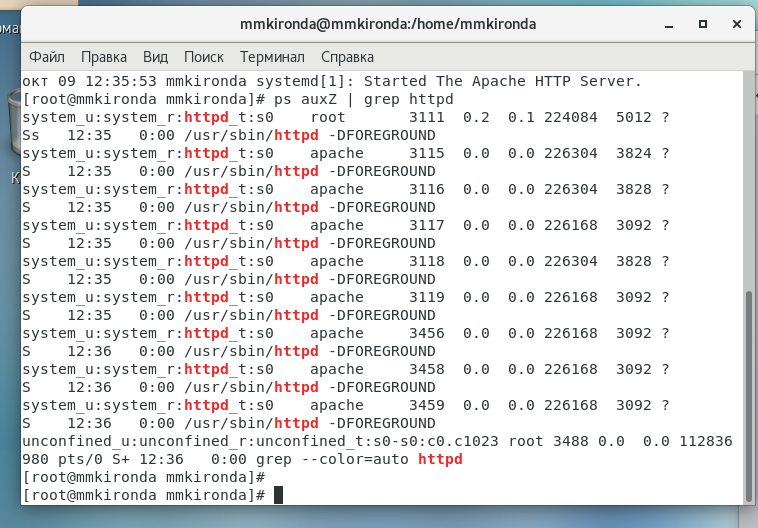 mmkironda@mmkironda:/home/mmkironda
Файл Правка Вид Поиск Терминал Справка
окт 09 12:35:53 mmkironda systemd[1]: Started The Apache HTTP Server.
[root@mmkironda mmkironda]# ps auxZ | grep httpd
system_u:system_r:httpd_t:s0    root       3111  0.2  0.1 224084  5012 ?
Ss   12:35   0:00 /usr/sbin/httpd -DFOREGROUND
system_u:system_r:httpd_t:s0    apache     3115  0.0  0.0 226304  3824 ?
S    12:35   0:00 /usr/sbin/httpd -DFOREGROUND
system_u:system_r:httpd_t:s0    apache     3116  0.0  0.0 226304  3828 ?
S    12:35   0:00 /usr/sbin/httpd -DFOREGROUND
system_u:system_r:httpd_t:s0    apache     3117  0.0  0.0 226168  3092 ?
S    12:35   0:00 /usr/sbin/httpd -DFOREGROUND
system_u:system_r:httpd_t:s0    apache     3118  0.0  0.0 226304  3828 ?
S    12:35   0:00 /usr/sbin/httpd -DFOREGROUND
system_u:system_r:httpd_t:s0    apache     3119  0.0  0.0 226168  3092 ?
S    12:35   0:00 /usr/sbin/httpd -DFOREGROUND
system_u:system_r:httpd_t:s0    apache     3456  0.0  0.0 226168  3092 ?
S    12:36   0:00 /usr/sbin/httpd -DFOREGROUND
system_u:system_r:httpd_t:s0    apache     3458  0.0  0.0 226168  3092 ?
S    12:36   0:00 /usr/sbin/httpd -DFOREGROUND
system_u:system_r:httpd_t:s0    apache     3459  0.0  0.0 226168  3092 ?
S    12:36   0:00 /usr/sbin/httpd -DFOREGROUND
unconfined_u:unconfined_r:unconfined_t:s0-s0:c0.c1023 root 3488 0.0  0.0 112836
980 pts/0 S+ 12:36   0:00 grep --color=auto httpd
[root@mmkironda mmkironda]#
[root@mmkironda mmkironda]#